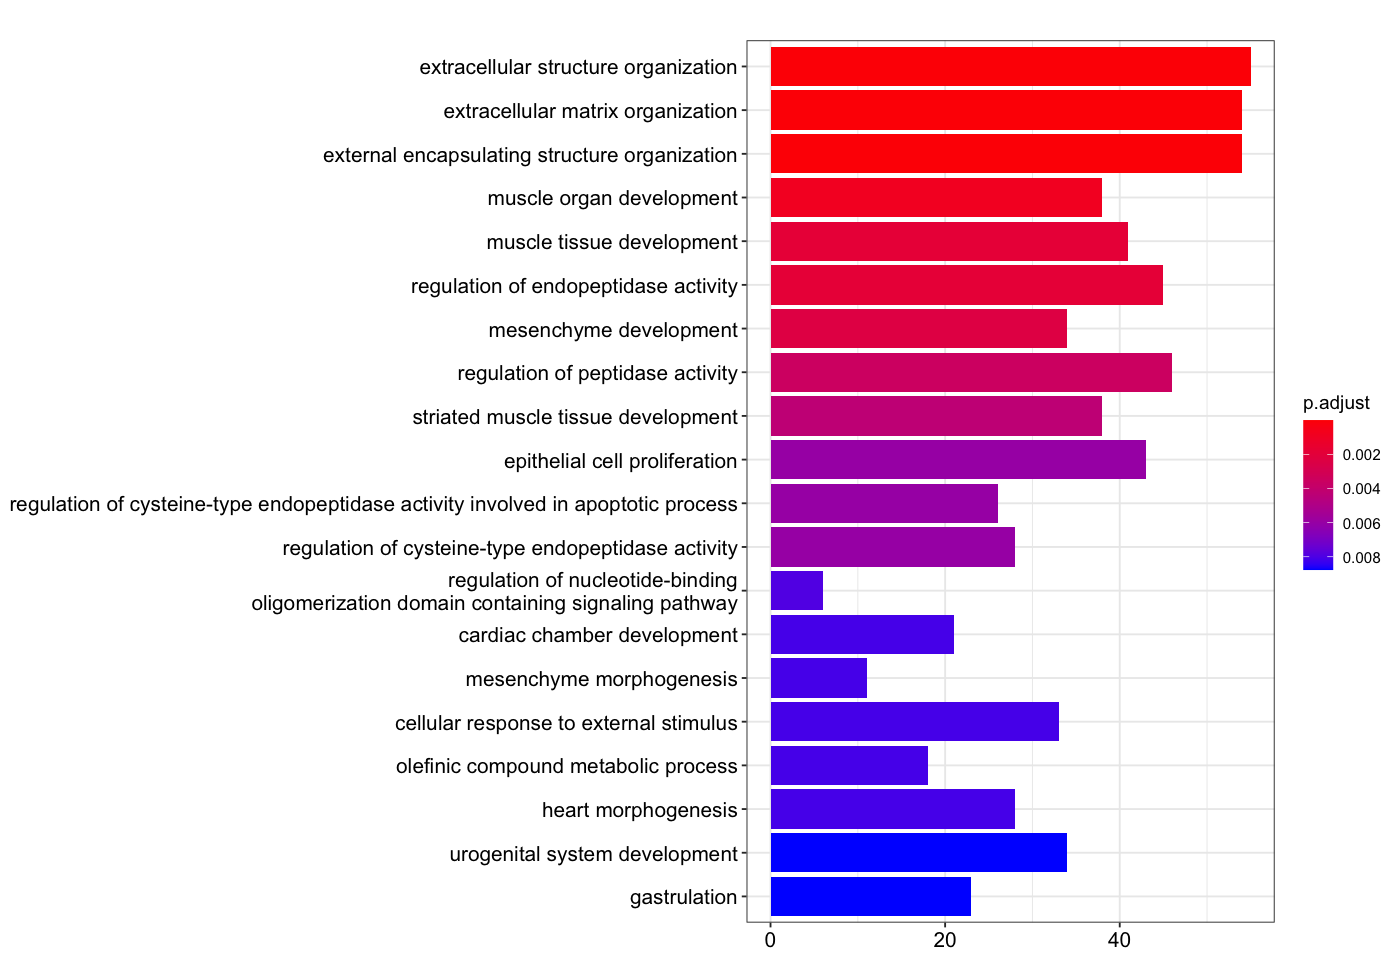 extracellular structure organization
extracellular matrix organization
external encapsulating structure organization
muscle organ development
muscle tissue development
regulation of endopeptidase activity
mesenchyme development
regulation of peptidase activity
striated muscle tissue development
epithelial cell proliferation
regulation of cysteine-type endopeptidase activity involved in apoptotic process
regulation of cysteine-type endopeptidase activity
regulation of nucleotide-binding
oligomerization domain containing signaling pathway
cardiac chamber development
mesenchyme morphogenesis
cellular response to external stimulus
olefinic compound metabolic process
heart morphogenesis
urogenital system development
gastrulation
0 20 40
p.adjust
0.002
0.004
0.006
0.008